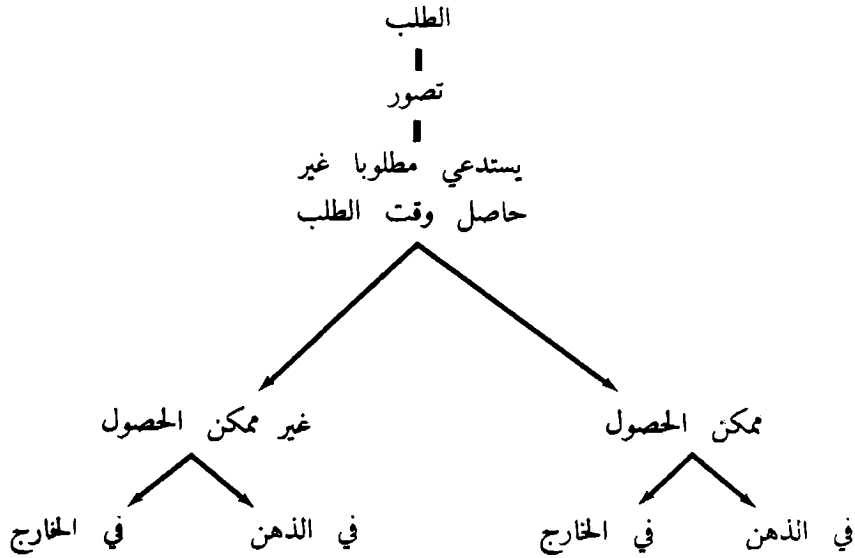 الطلب
تصور
يستدعي مطلوبا غير
حاصل وقت الطلب
ممكن الحصول
غير ممكن الحصول
في الذهن
في الخارج
في الذهن
في الخارج